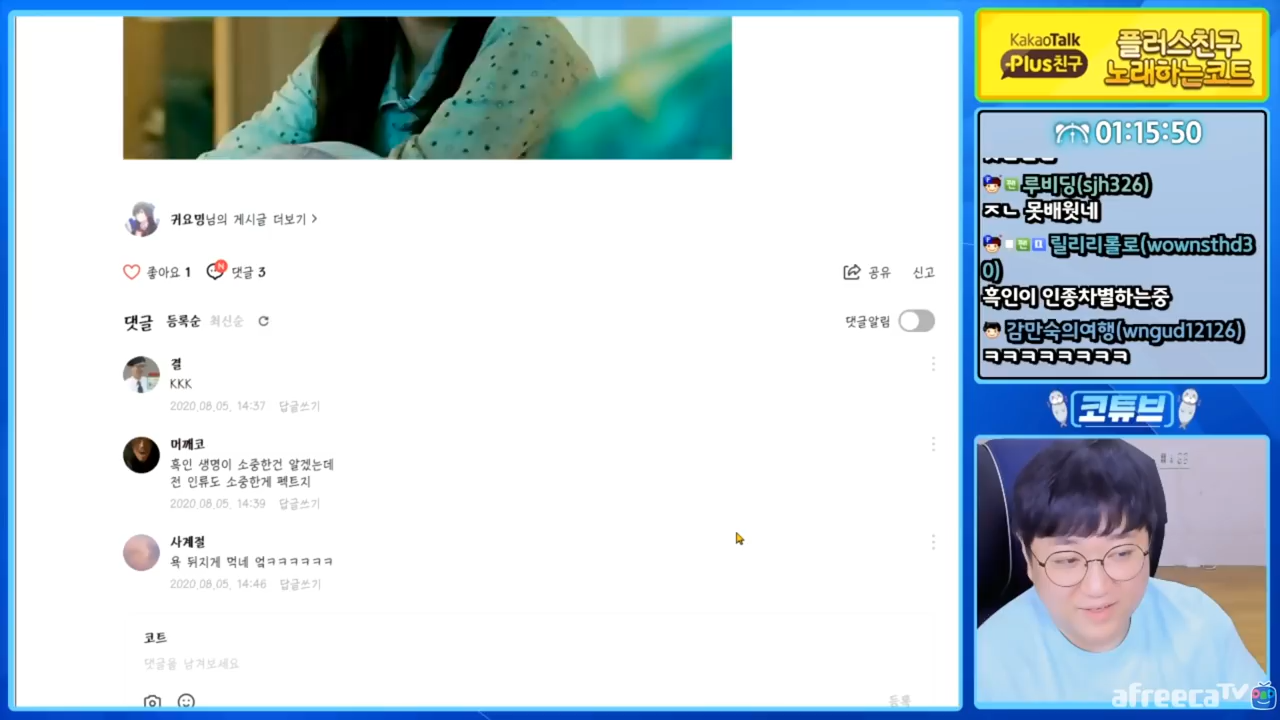 귀요밍님의 게시글 더보기 >
좋아요 1 N 댓글 3
공유 신고
댓글 등록순 최신순
댓글알림
결
KKK
2020.08.05. 14:37 답글쓰기
머깨코
흑인 생명이 소중한건 알겠는데
전 인류도 소중한게 펙트지
2020.08.05. 14:39 답글쓰기
사계절
욕 뒤지게 먹네 엌ㅋㅋㅋㅋㅋㅋ
2020.08.05. 14:46 답글쓰기
코트
댓글을 남겨보세요
등록
KakaoTalk
Plus친구
플러스친구
노래하는코트
01:15:50
팬 루비딩(sjh326)
ㅈㄴ 못배웟네
팬 릴리리롤로(wownsthd3
0)
흑인이 인종차별하는중
감만숙의여행(wngud12126)
ㅋㅋㅋㅋㅋㅋㅋㅋ
코튜브
afreecaTV